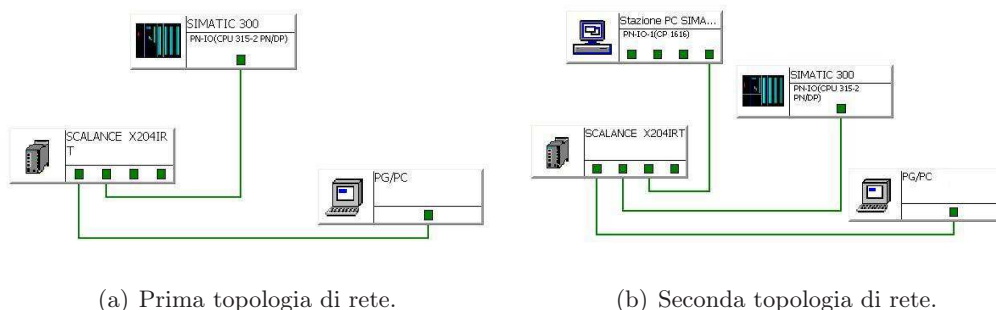 SIMATIC 300
PN-IO(CPU 315-2 PN/DP)
SCALANCE X204IR
T
PG/PC
(a) Prima topologia di rete.
Stazione PC SIMA...
PN-IO-1(CP 1616)
SIMATIC 300
PN-IO(CPU 315-2
PN/DP)
SCALANCE X204IRT
PG/PC
(b) Seconda topologia di rete.